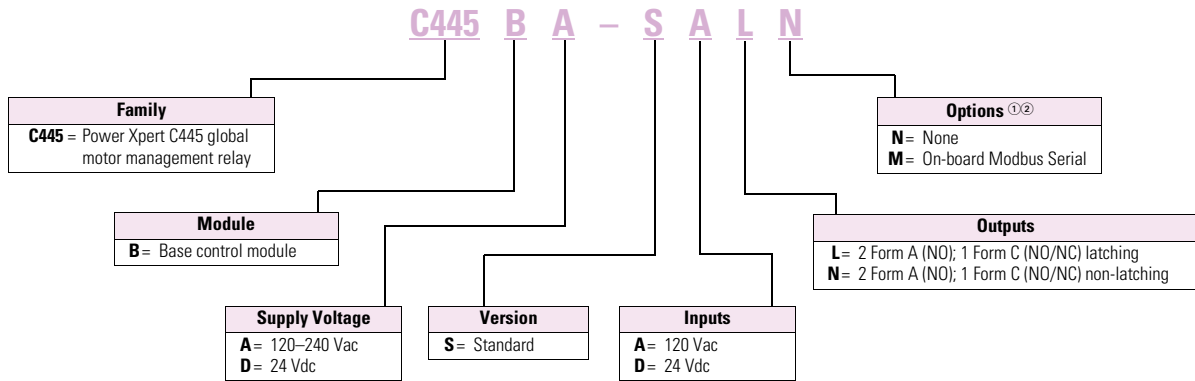 C445 B A – S A L N
Family
C445 = Power Xpert C445 global
motor management relay
Options ①②
N = None
M = On-board Modbus Serial
Module
B = Base control module
Outputs
L = 2 Form A (NO); 1 Form C (NO/NC) latching
N = 2 Form A (NO); 1 Form C (NO/NC) non-latching
Supply Voltage
A = 120–240 Vac
D = 24 Vdc
Version
S = Standard
Inputs
A = 120 Vac
D = 24 Vdc